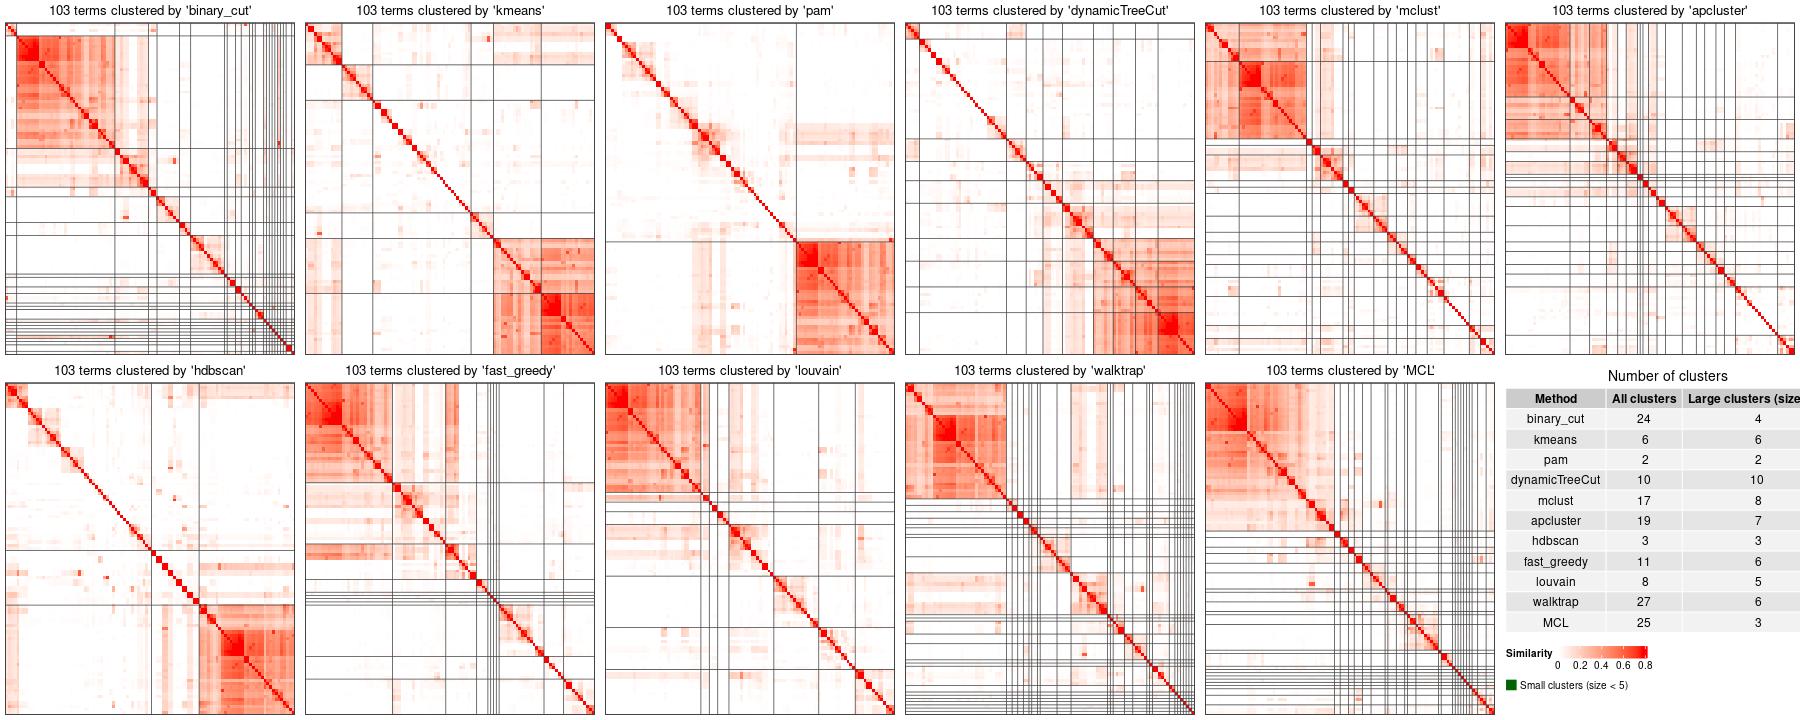 103 terms clustered by 'binary_cut'
103 terms clustered by 'kmeans'
103 terms clustered by 'pam'
103 terms clustered by 'dynamicTreeCut'
103 terms clustered by 'mclust'
103 terms clustered by 'apcluster'
103 terms clustered by 'hdbscan'
103 terms clustered by 'fast_greedy'
103 terms clustered by 'louvain'
103 terms clustered by 'walktrap'
103 terms clustered by 'MCL'
Number of clusters
Method All clusters Large clusters (size
binary_cut 24 4
kmeans 6 6
pam 2 2
dynamicTreeCut 10 10
mclust 17 8
apcluster 19 7
hdbscan 3 3
fast_greedy 11 6
louvain 8 5
walktrap 27 6
MCL 25 3
Similarity
0 0.2 0.4 0.6 0.8
Small clusters (size < 5)